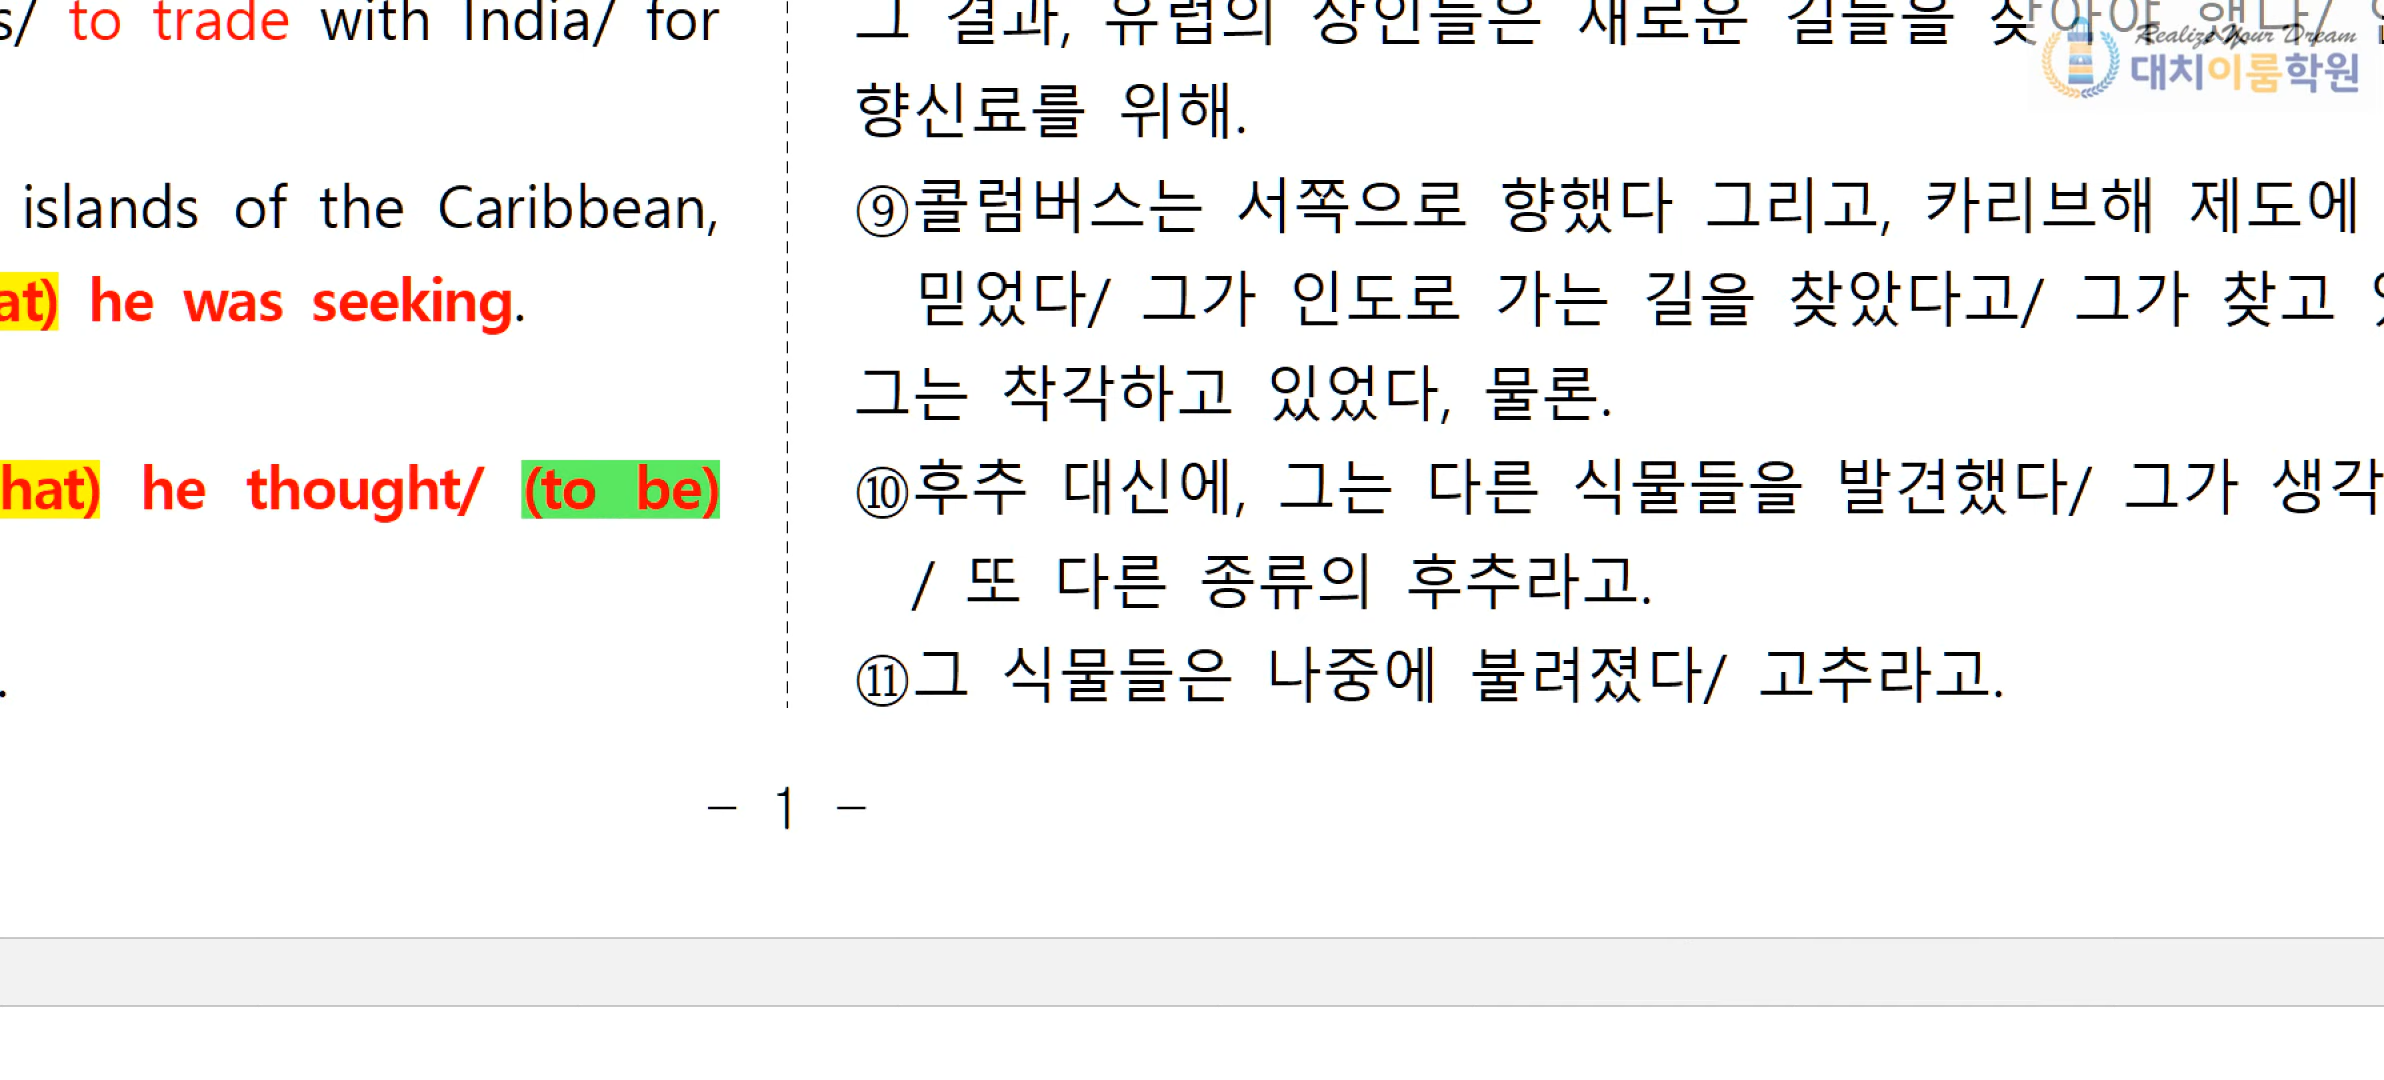 to trade with India/ for
islands of the Caribbean,
he was seeking.
he thought/ (to be)
그 결과, 유럽의 상인들은 새로운 길들을 찾아야 했다/
향신료를 위해.
⑨콜럼버스는 서쪽으로 향했다 그리고, 카리브해 제도에
믿었다/ 그가 인도로 가는 길을 찾았다고/ 그가 찾고
그는 착각하고 있었다, 물론.
⑩후추 대신에, 그는 다른 식물들을 발견했다/ 그가 생각
/ 또 다른 종류의 후추라고.
⑪그 식물들은 나중에 불려졌다/ 고추라고.
- 1 -
Realize Your Dream
대치이룸학원